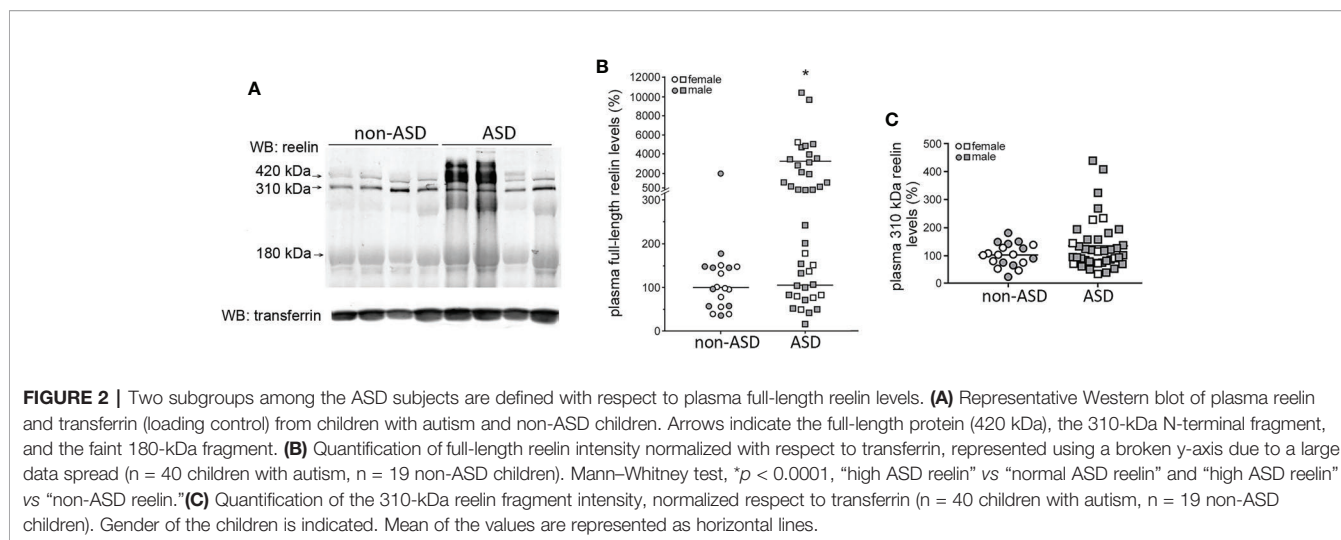 A
non-ASD ASD
WB: reelin
420 kDa
310 kDa
180 kDa
WB: transferrin
B
female
male
plasma full-length reelin levels (%)
12000
10000
8000
6000
4000
2000
500
300
200
150
100
50
0
*
non-ASD ASD
C
female
male
plasma 310 kDa reelin
levels (%)
500
400
300
200
100
0
non-ASD ASD
FIGURE 2 | Two subgroups among the ASD subjects are defined with respect to plasma full-length reelin levels. (A) Representative Western blot of plasma reelin
and transferrin (loading control) from children with autism and non-ASD children. Arrows indicate the full-length protein (420 kDa), the 310-kDa N-terminal fragment,
and the faint 180-kDa fragment. (B) Quantification of full-length reelin intensity normalized with respect to transferrin, represented using a broken y-axis due to a large
data spread (n = 40 children with autism, n = 19 non-ASD children). Mann–Whitney test, *p < 0.0001, “high ASD reelin” vs “normal ASD reelin” and “high ASD reelin”
vs “non-ASD reelin.”(C) Quantification of the 310-kDa reelin fragment intensity, normalized respect to transferrin (n = 40 children with autism, n = 19 non-ASD
children). Gender of the children is indicated. Mean of the values are represented as horizontal lines.